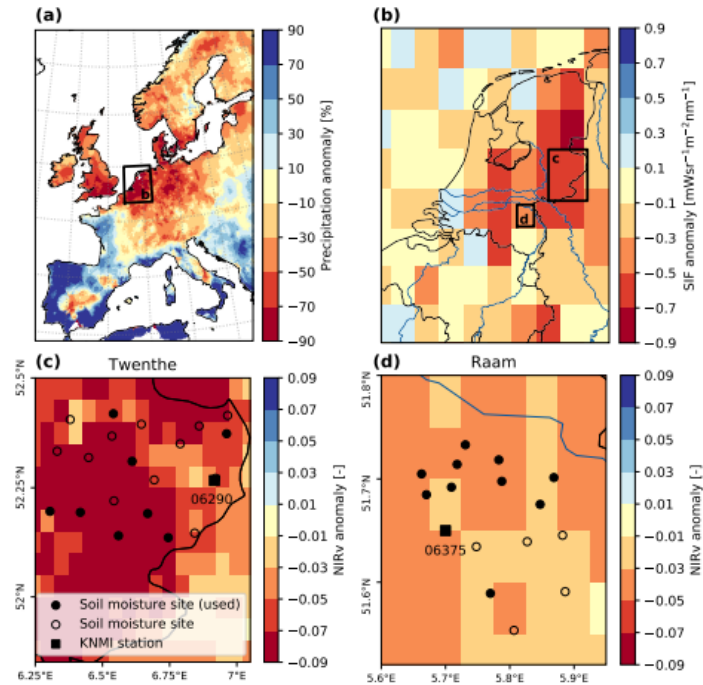 (a)
b
90
70
50
30
10
−10
−30
−50
−70
−90
Precipitation anomaly [%]
(b)
c
d
0.9
0.7
0.5
0.3
0.1
−0.1
−0.3
−0.5
−0.7
−0.9
SIF anomaly [mWsr⁻¹m⁻²nm⁻¹]
(c) Twenthe
52.5°N
52.25°N
52°N
06290
Soil moisture site (used)
Soil moisture site
KNMI station
6.25°E 6.5°E 6.75°E 7°E
0.09
0.07
0.05
0.03
0.01
−0.01
−0.03
−0.05
−0.07
−0.09
NIRv anomaly [-]
(d) Raam
51.8°N
51.7°N
51.6°N
06375
5.6°E 5.7°E 5.8°E 5.9°E
0.09
0.07
0.05
0.03
0.01
−0.01
−0.03
−0.05
−0.07
−0.09
NIRv anomaly [-]